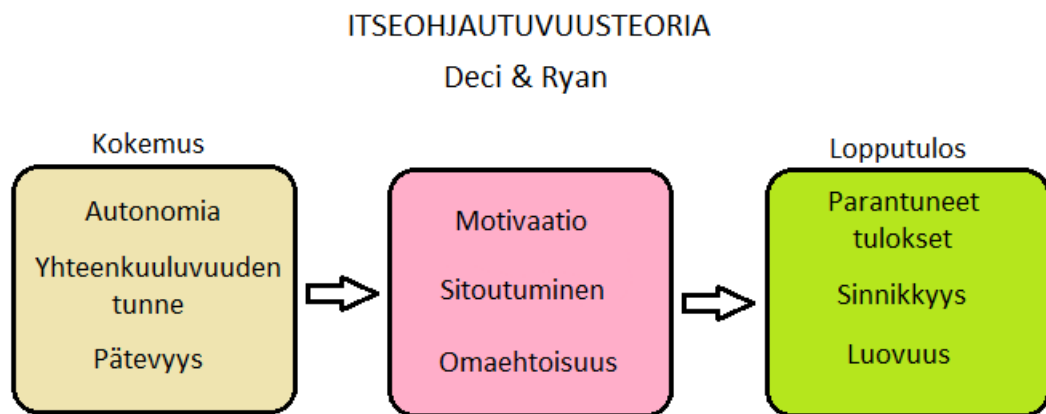 ITSEOHJAUTUVUUSTEORIA
Deci & Ryan
Kokemus
Autonomia
Yhteenkuuluvuuden
tunne
Pätevyys
Motivaatio
Sitoutuminen
Omaehtoisuus
Lopputulos
Parantuneet
tulokset
Sinnikkyys
Luovuus